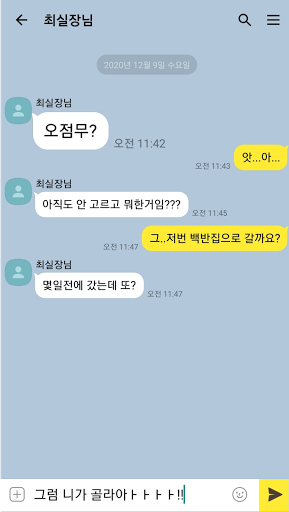 최실장님
2020년 12월 9일 수요일
최실장님
오점무?
오전 11:42
앗...아...
오전 11:43
최실장님
아직도 안 고르고 뭐한거임???
오전 11:45
그..저번 백반집으로 갈까요?
오전 11:47
최실장님
몇일전에 갔는데 또?
오전 11:47
그럼 니가 골라아ㅏㅏㅏㅏ!!